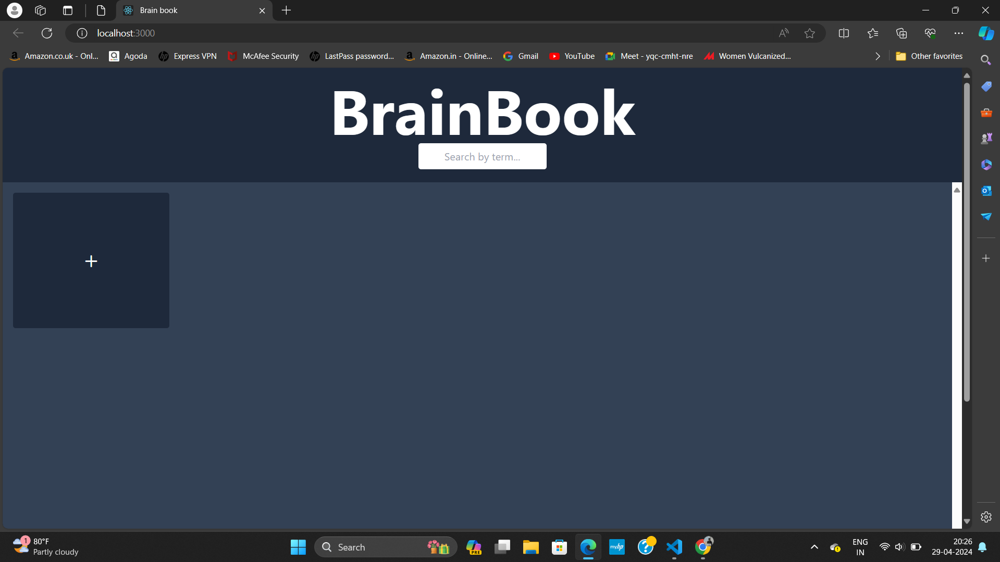 Brain book
localhost:3000
Amazon.co.uk - Onl...
Agoda
Express VPN
McAfee Security
LastPass password...
Amazon.in - Online...
Gmail
YouTube
Meet - yqc-cmht-nre
Women Vulcanized...
Other favorites
BrainBook
Search by term...
1
80°F
Partly cloudy
Search
PRE
myhp
ENG
IN
20:26
29-04-2024